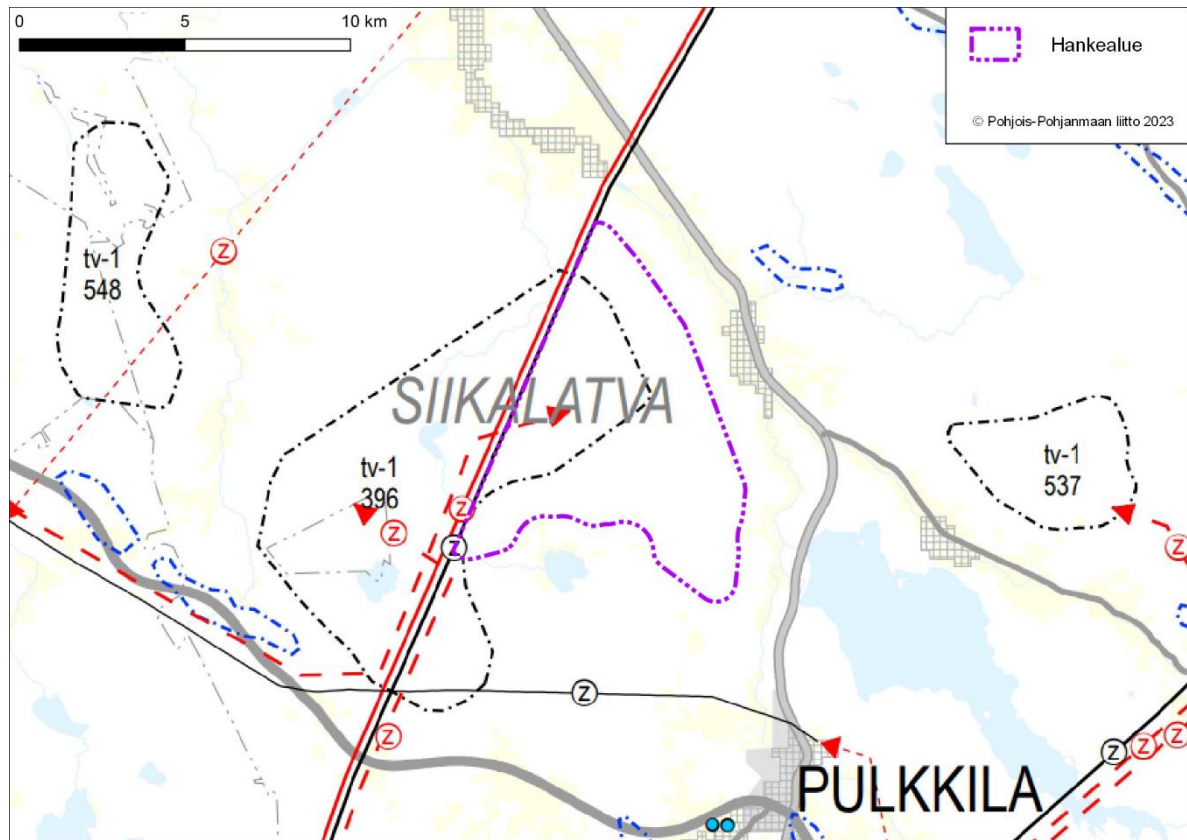 0 5 10 km
Hankealue
© Pohjois-Pohjanmaan liitto 2023
z
tv-1
548
SIIKALATVA
tv-1
396
z
z
z
tv-1
537
z
z
z
z
z
z
PULKKILA